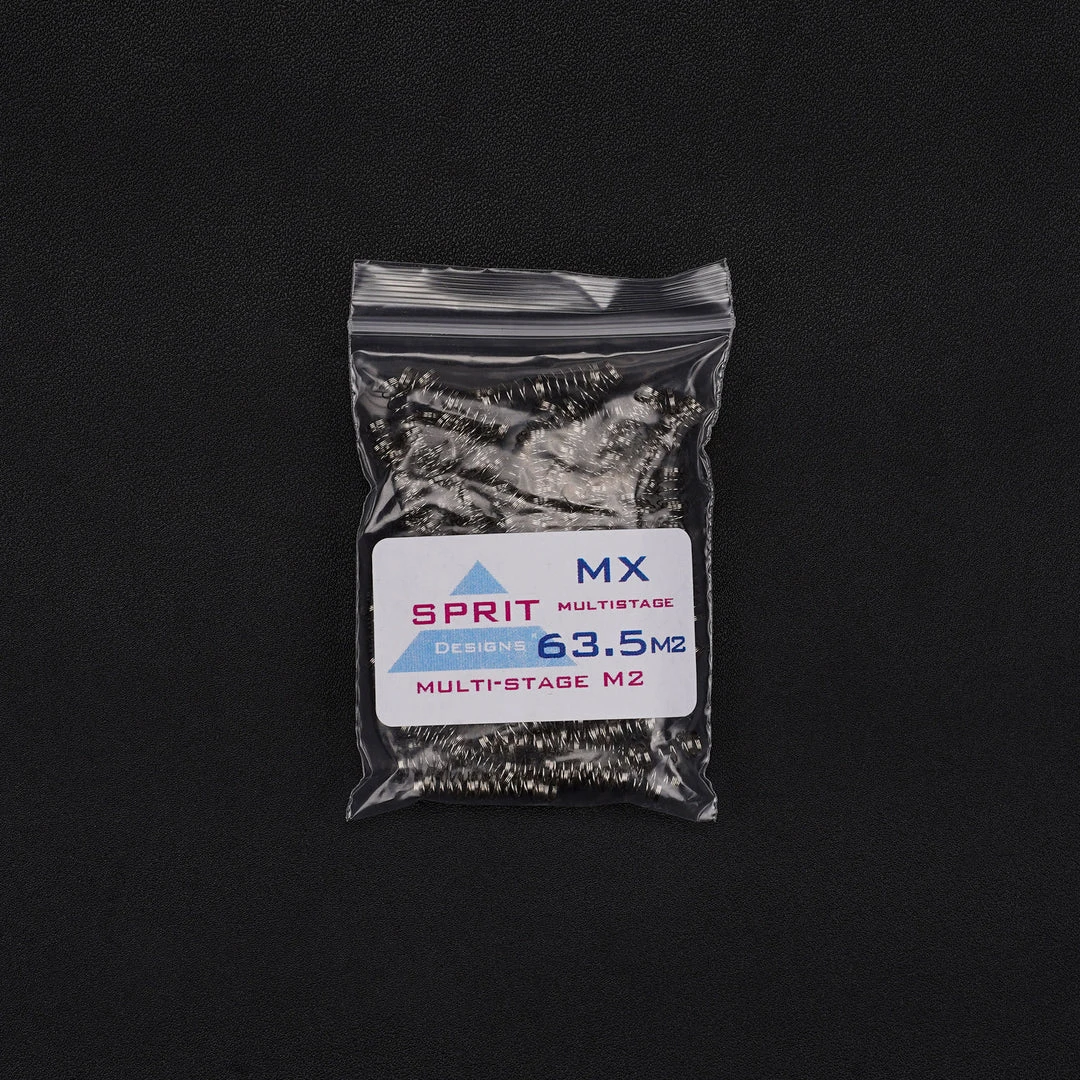 MX
SPRIT MULTISTAGE
DESIGNS 63.5M2
MULTI-STAGE M2